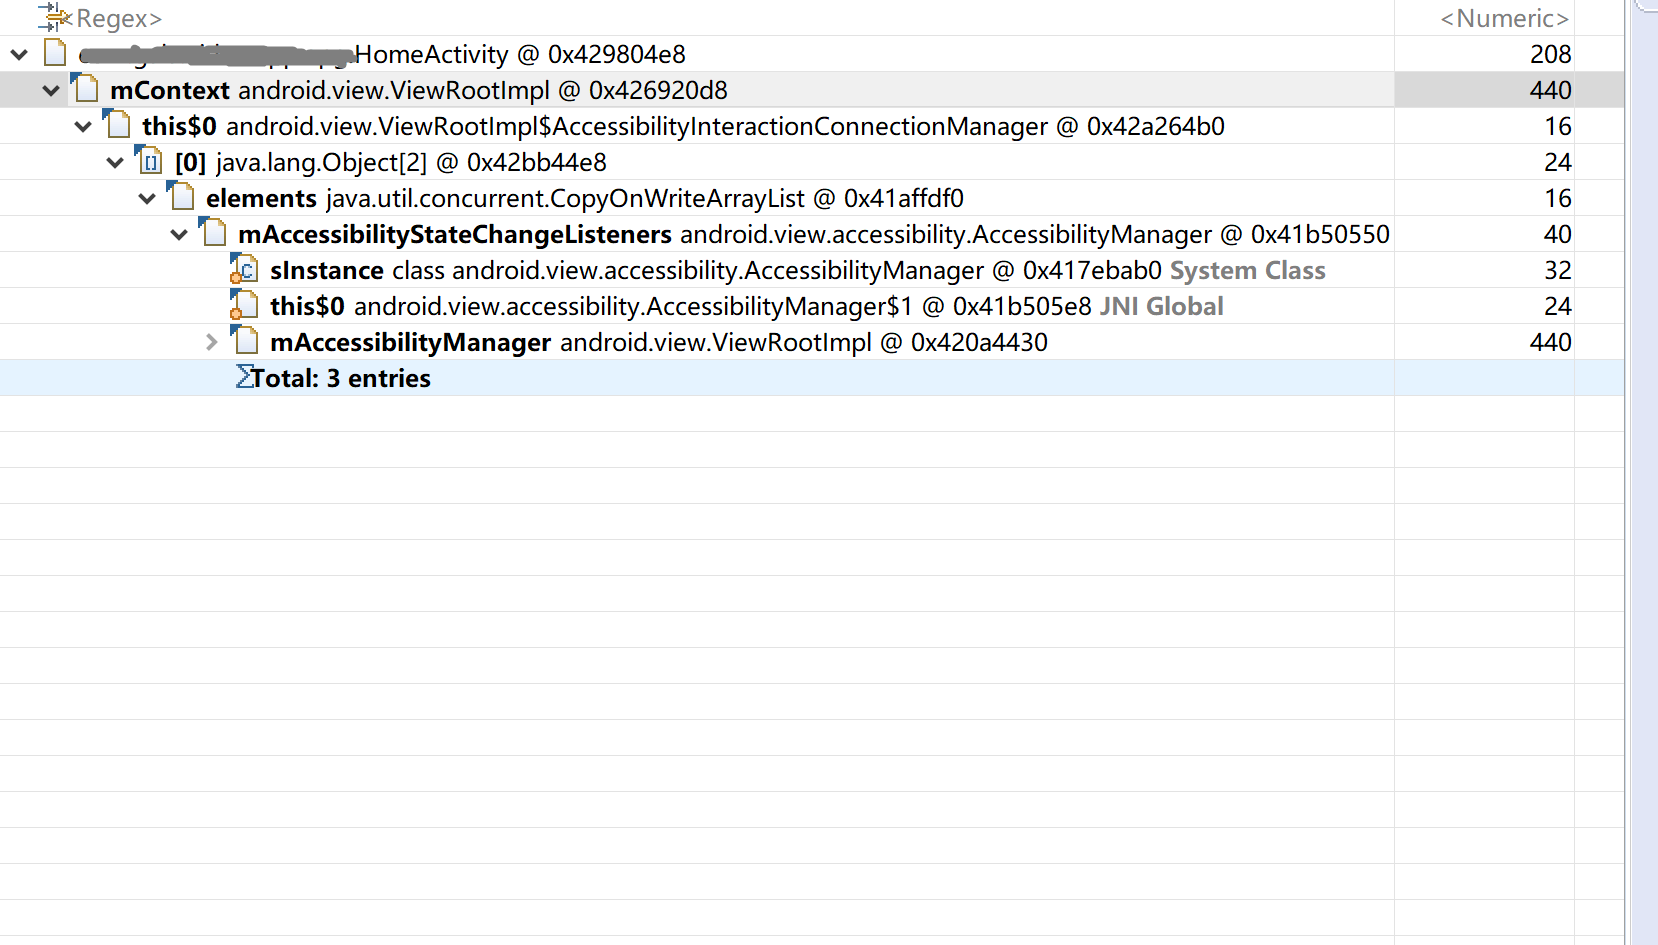 <Regex> <Numeric>
HomeActivity @ 0x429804e8 208
mContext android.view.ViewRootImpl @ 0x426920d8 440
this$0 android.view.ViewRootImpl$AccessibilityInteractionConnectionManager @ 0x42a264b0 16
[0] java.lang.Object[2] @ 0x42bb44e8 24
elements java.util.concurrent.CopyOnWriteArrayList @ 0x41affdf0 16
mAccessibilityStateChangeListeners android.view.accessibility.AccessibilityManager @ 0x41b50550 40
sInstance class android.view.accessibility.AccessibilityManager @ 0x417ebab0 System Class 32
this$0 android.view.accessibility.AccessibilityManager$1 @ 0x41b505e8 JNI Global 24
mAccessibilityManager android.view.ViewRootImpl @ 0x420a4430 440
Total: 3 entries